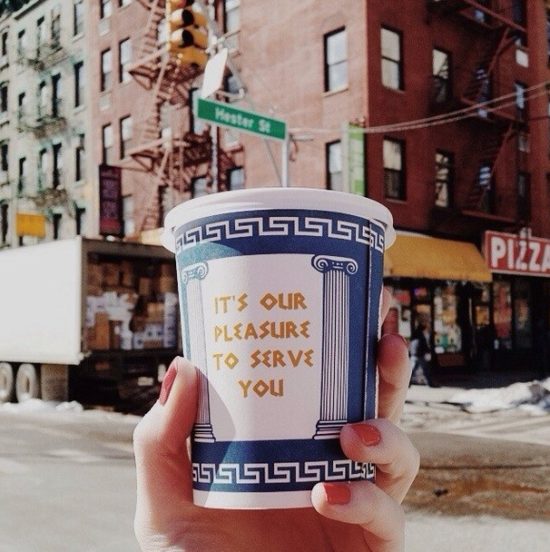 Hester St
PIZZA
IT'S OUR
PLEASURE
TO SERVE
YOU